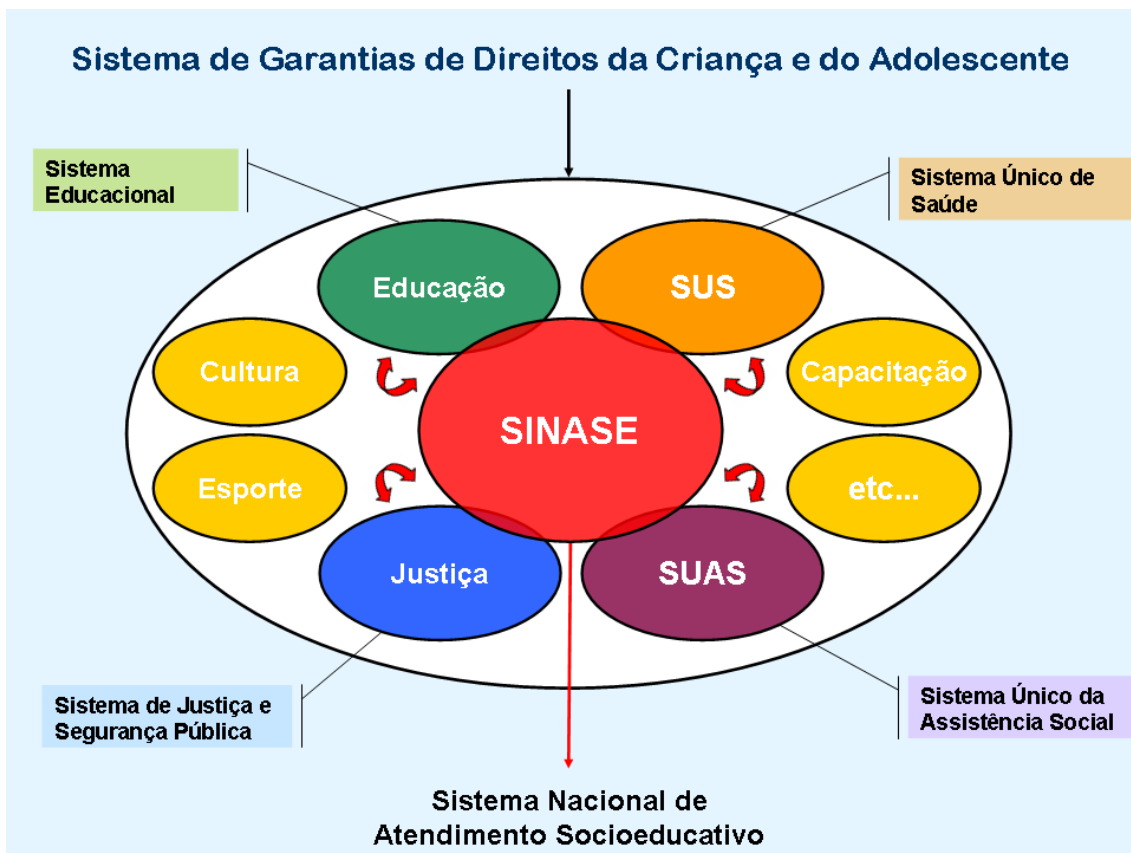 Sistema de Garantias de Direitos da Criança e do Adolescente
Sistema
Educacional
Sistema Único de
Saúde
Educação
SUS
Cultura
Capacitação
SINASE
Esporte
etc...
Justiça
SUAS
Sistema de Justiça e
Segurança Pública
Sistema Único da
Assistência Social
Sistema Nacional de
Atendimento Socioeducativo